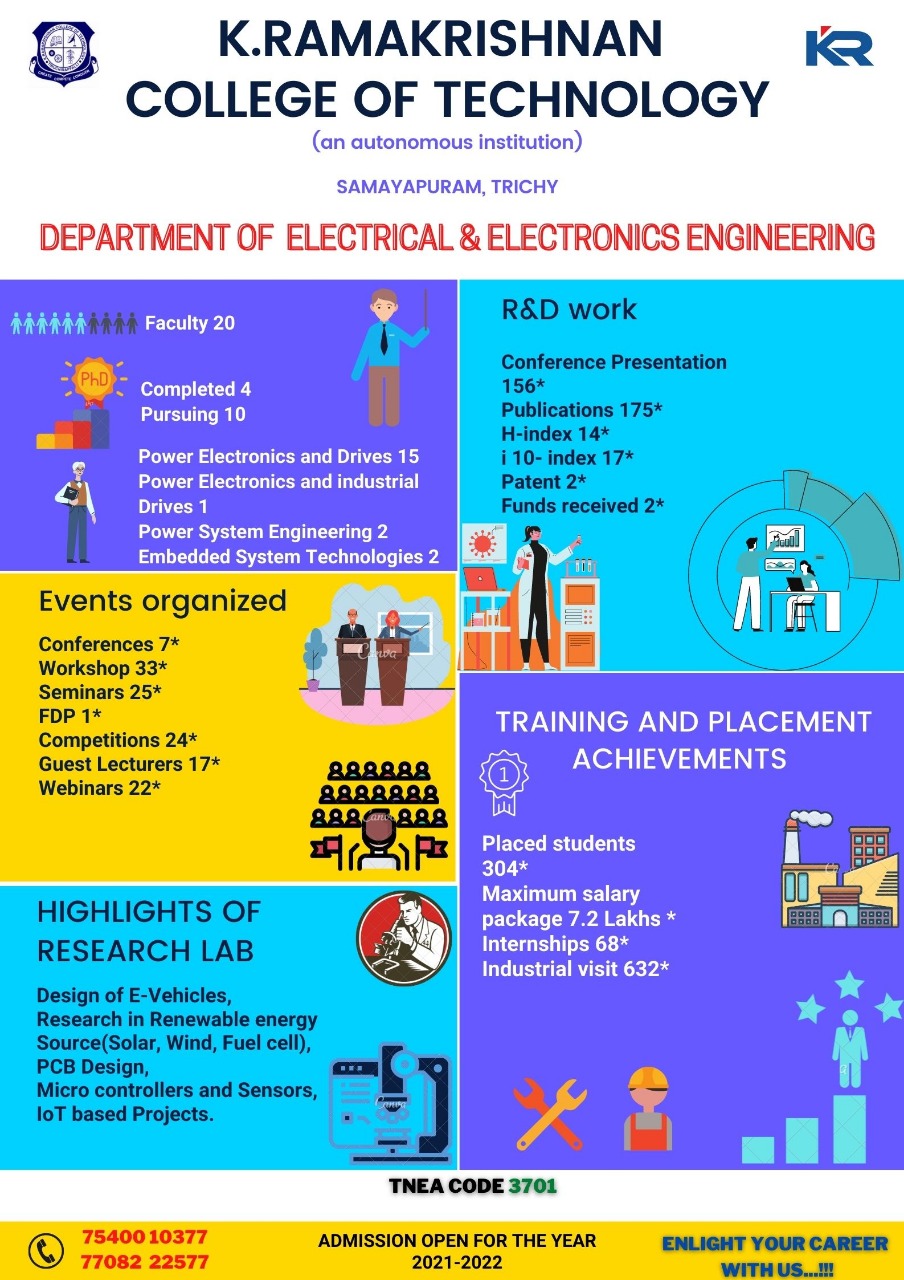 K.RAMAKRISHNAN
COLLEGE OF TECHNOLOGY
(an autonomous institution)
SAMAYAPURAM, TRICHY
DEPARTMENT OF ELECTRICAL & ELECTRONICS ENGINEERING
Faculty 20
PhD
Completed 4
Pursuing 10
Power Electronics and Drives 15
Power Electronics and industrial
Drives 1
Power System Engineering 2
Embedded System Technologies 2
R&D work
Conference Presentation
156*
Publications 175*
H-index 14*
i 10- index 17*
Patent 2*
Funds received 2*
Events organized
Conferences 7*
Workshop 33*
Seminars 25*
FDP 1*
Competitions 24*
Guest Lecturers 17*
Webinars 22*
Canva
Canva
TRAINING AND PLACEMENT
ACHIEVEMENTS
1
Placed students
304*
Maximum salary
package 7.2 Lakhs *
Internships 68*
Industrial visit 632*
HIGHLIGHTS OF
RESEARCH LAB
Design of E-Vehicles,
Research in Renewable energy
Source(Solar, Wind, Fuel cell),
PCB Design,
Micro controllers and Sensors,
IoT based Projects.
Canva
TNEA CODE 3701
75400 10377
77082 22577
ADMISSION OPEN FOR THE YEAR
2021-2022
ENLIGHT YOUR CAREER
WITH US...!!!
KR